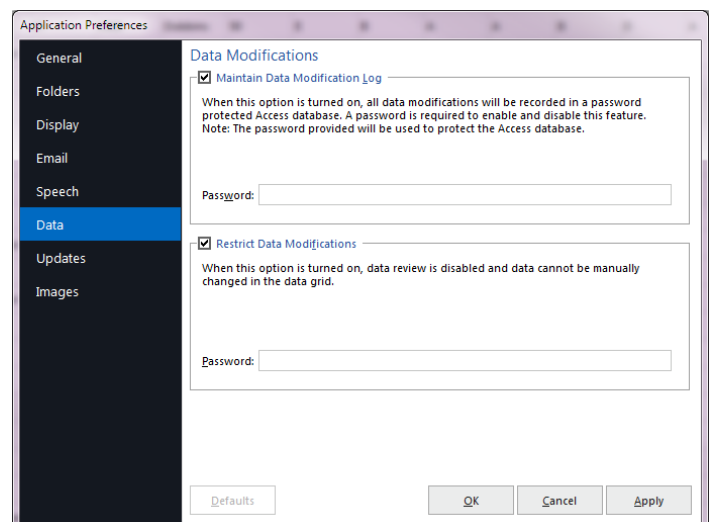 Application Preferences
General
Folders
Display
Email
Speech
Data
Updates
Images
Data Modifications
Maintain Data Modification Log
When this option is turned on, all data modifications will be recorded in a password
protected Access database. A password is required to enable and disable this feature.
Note: The password provided will be used to protect the Access database.
Password:
Restrict Data Modifications
When this option is turned on, data review is disabled and data cannot be manually
changed in the data grid.
Password:
Defaults
OK
Cancel
Apply